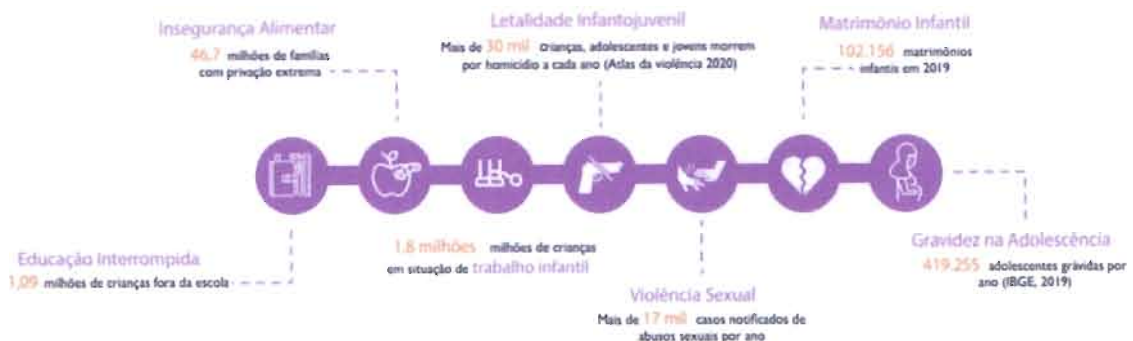 Insegurança Alimentar
46,7 milhões de famílias
com privação extrema
Letalidade Infantojuvenil
Mais de 30 mil crianças, adolescentes e jovens morrem
por homicídio a cada ano (Atlas da violência 2020)
Matrimônio Infantil
102.156 matrimônios
infantis em 2019
Educação Interrompida
1,09 milhões de crianças fora da escola
1.8 milhões milhões de crianças
em situação de trabalho infantil
Violência Sexual
Mais de 17 mil casos notificados de
abusos sexuais por ano
Gravidez na Adolescência
419.255 adolescentes grávidas por
ano (IBGE, 2019)